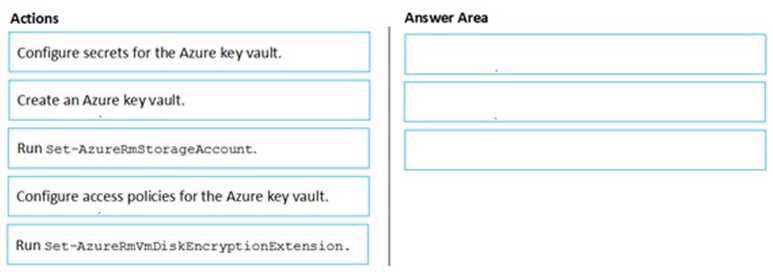 Actions
Configure secrets for the Azure key vault.
Create an Azure key vault.
Run Set-AzureRmStorageAccount.
Configure access policies for the Azure key vault.
Run Set-AzureRmVmDiskEncryptionExtension.
Answer Area